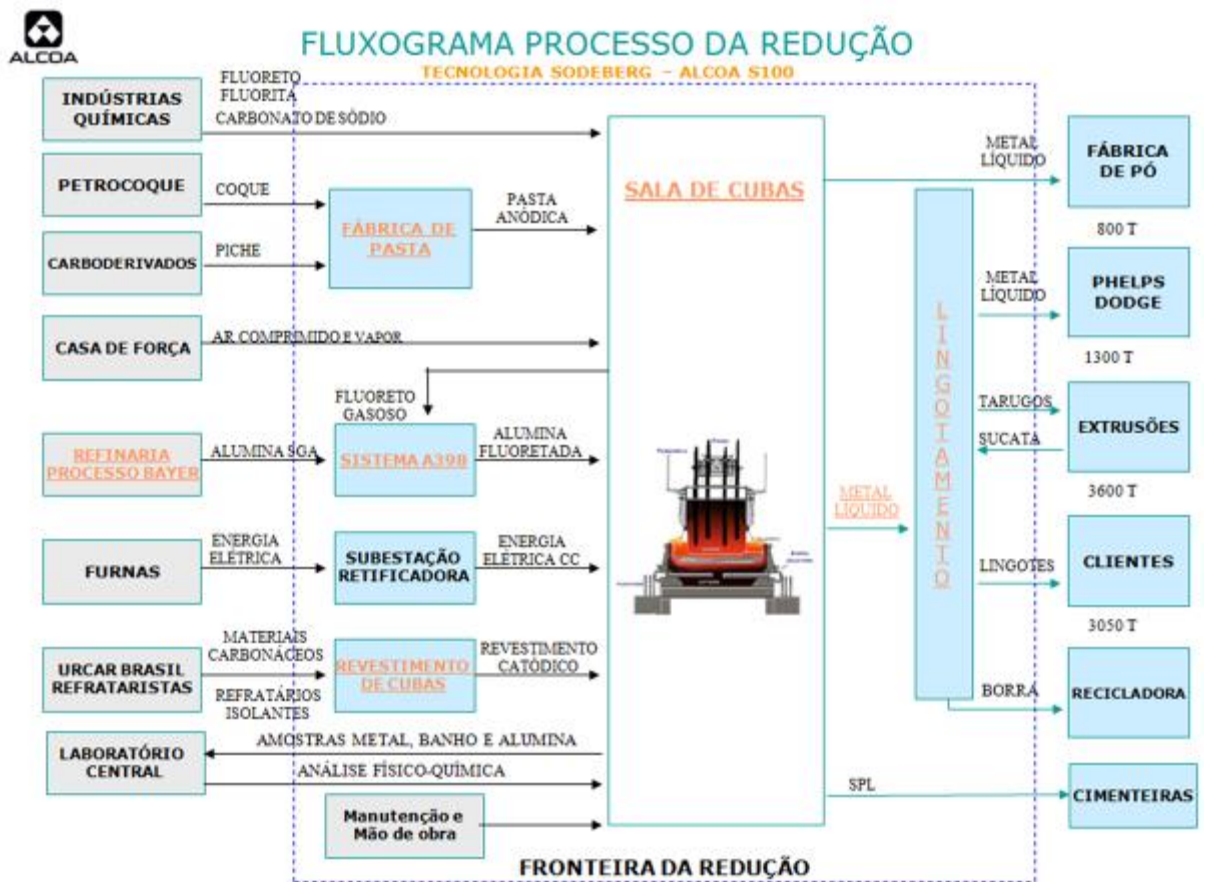 ALCOA
FLUXOGRAMA PROCESSO DA REDUÇÃO
TECNOLOGIA SODEBERG – ALCOA S100
INDÚSTRIAS
QUÍMICAS
FLUORETO
FLUORITA
CARBONATO DE SÓDIO
PETROCOQUE
COQUE
CARBODERIVADOS
PICHE
FÁBRICA DE
PASTA
PASTA
ANÓDICA
CASA DE FORÇA
AR COMPRIMIDO E VAPOR
FLUORETO
GASOSO
REFINARIA
PROCESSO BAYER
ALUMINA SGA
SISTEMA A398
ALUMINA
FLUORETADA
FURNAS
ENERGIA
ELÉTRICA
SUBESTAÇÃO
RETIFICADORA
ENERGIA
ELÉTRICA CC
URCAR BRASIL
REFRATARISTAS
MATERIAIS
CARBONÁCEOS
REFRATÁRIOS
ISOLANTES
REVESTIMENTO
DE CUBAS
REVESTIMENTO
CATÓDICO
LABORATÓRIO
CENTRAL
AMOSTRAS METAL, BANHO E ALUMINA
ANÁLISE FÍSICO-QUÍMICA
Manutenção e
Mão de obra
SALA DE CUBAS
METAL
LÍQUIDO
LINGOTAMENTO
METAL
LÍQUIDO
FÁBRICA
DE PÓ
800 T
METAL
LÍQUIDO
PHELPS
DODGE
1300 T
TARUGOS
SUCATA
EXTRUSÕES
3600 T
LINGOTES
CLIENTES
3050 T
BORRA
RECICLADORA
SPL
CIMENTEIRAS
FRONTEIRA DA REDUÇÃO